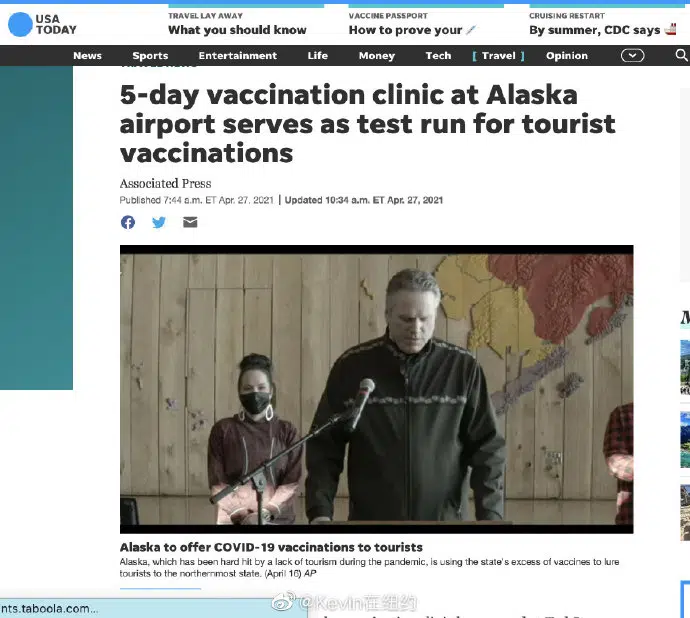 USA
TODAY
TRAVEL LAY AWAY
What you should know
VACCINE PASSPORT
How to prove your
CRUISING RESTART
By summer, CDC says
News Sports Entertainment Life Money Tech [ Travel ] Opinion
5-day vaccination clinic at Alaska
airport serves as test run for tourist
vaccinations
Associated Press
Published 7:44 a.m. ET Apr. 27, 2021 | Updated 10:34 a.m. ET Apr. 27, 2021
Alaska to offer COVID-19 vaccinations to tourists
Alaska, which has been hard hit by a lack of tourism during the pandemic, is using the state's excess of vaccines to lure
tourists to the northernmost state. (April 16) AP
nts.taboola.com...
@Kevin在纽约